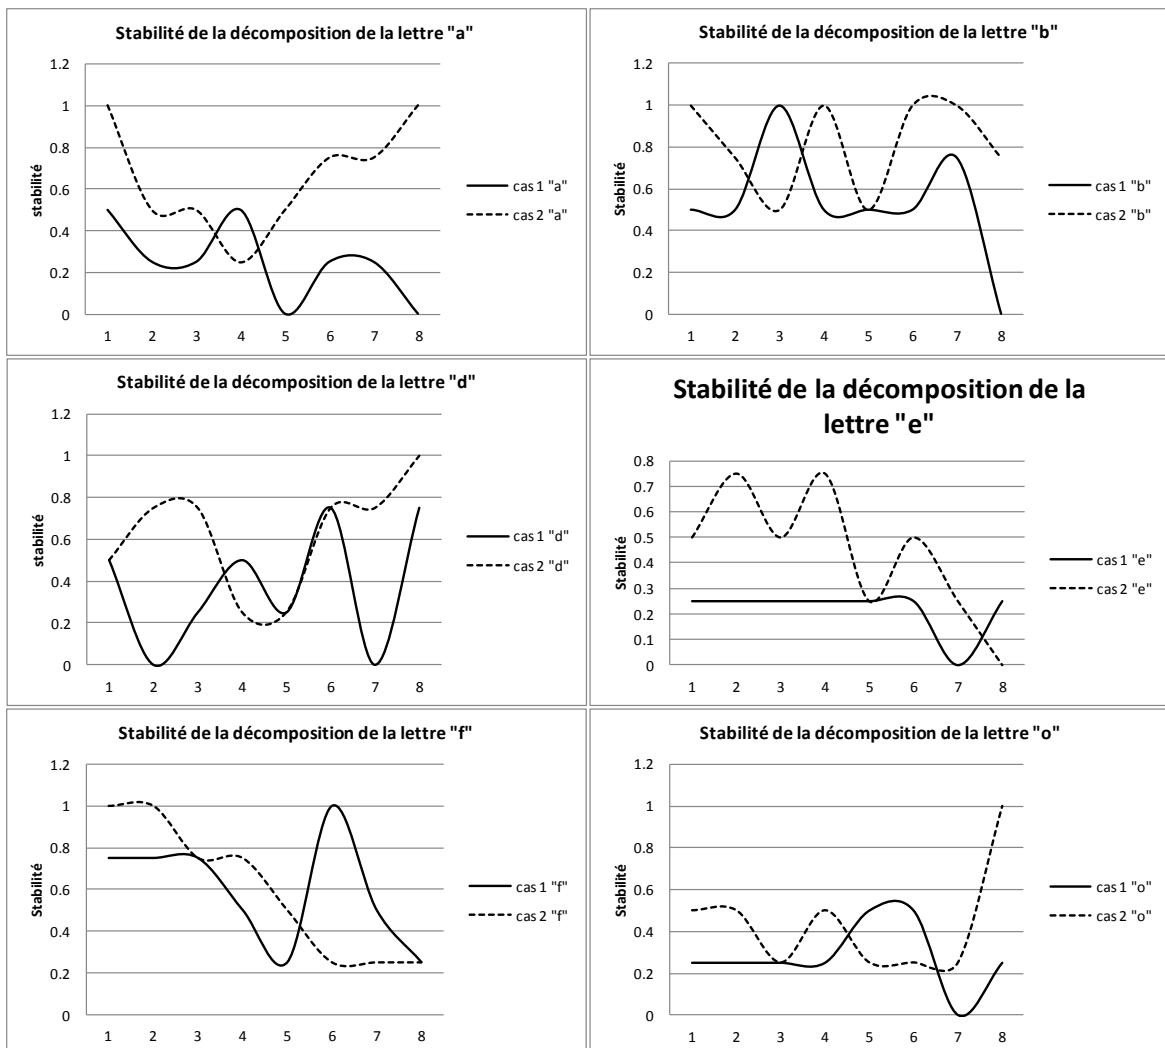 Stabilité de la décomposition de la lettre "a"
1.2
1
0.8
0.6
0.4
0.2
0
stabilité
1 2 3 4 5 6 7 8
cas 1 "a"
cas 2 "a"
Stabilité de la décomposition de la lettre "b"
1.2
1
0.8
0.6
0.4
0.2
0
Stabilité
1 2 3 4 5 6 7 8
cas 1 "b"
cas 2 "b"
Stabilité de la décomposition de la lettre "d"
1.2
1
0.8
0.6
0.4
0.2
0
stabilité
1 2 3 4 5 6 7 8
cas 1 "d"
cas 2 "d"
Stabilité de la décomposition de la
lettre "e"
0.8
0.7
0.6
0.5
0.4
0.3
0.2
0.1
0
Stabilité
1 2 3 4 5 6 7 8
cas 1 "e"
cas 2 "e"
Stabilité de la décomposition de la lettre "f"
1.2
1
0.8
0.6
0.4
0.2
0
Stabilité
1 2 3 4 5 6 7 8
cas 1 "f"
cas 2 "f"
Stabilité de la décomposition de la lettre "o"
1.2
1
0.8
0.6
0.4
0.2
0
Stabilité
1 2 3 4 5 6 7 8
cas 1 "o"
cas 2 "o"